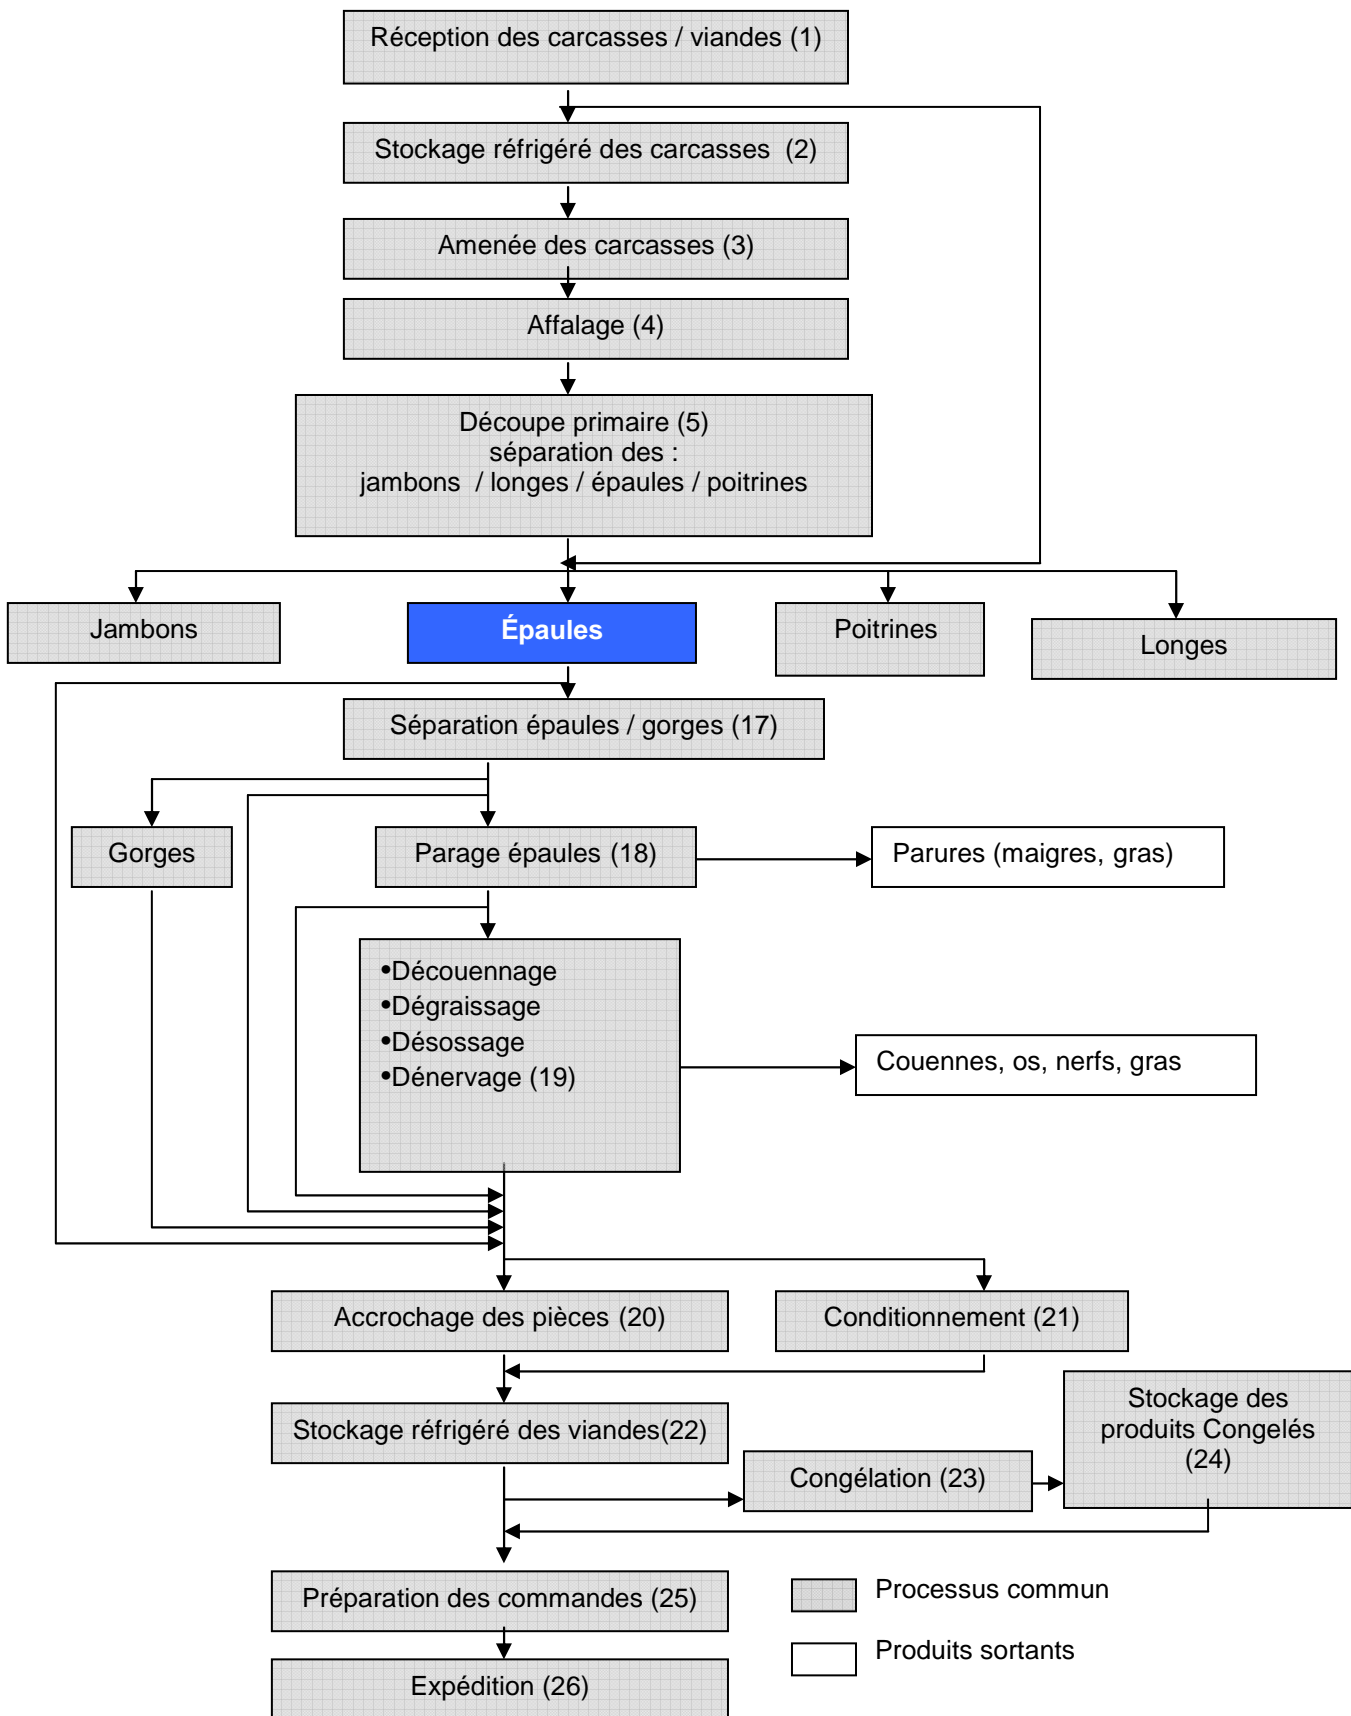 Réception des carcasses / viandes (1)
Stockage réfrigéré des carcasses (2)
Amenée des carcasses (3)
Affalage (4)
Découpe primaire (5)
séparation des :
jambons / longes / épaules / poitrines
Jambons
Épaules
Poitrines
Longes
Séparation épaules / gorges (17)
Gorges
Parage épaules (18)
Parures (maigres, gras)
•Découennage
•Dégraissage
•Désossage
•Dénervage (19)
Couennes, os, nerfs, gras
Accrochage des pièces (20)
Conditionnement (21)
Stockage réfrigéré des viandes(22)
Congélation (23)
Stockage des
produits Congelés
(24)
Préparation des commandes (25)
Processus commun
Produits sortants
Expédition (26)